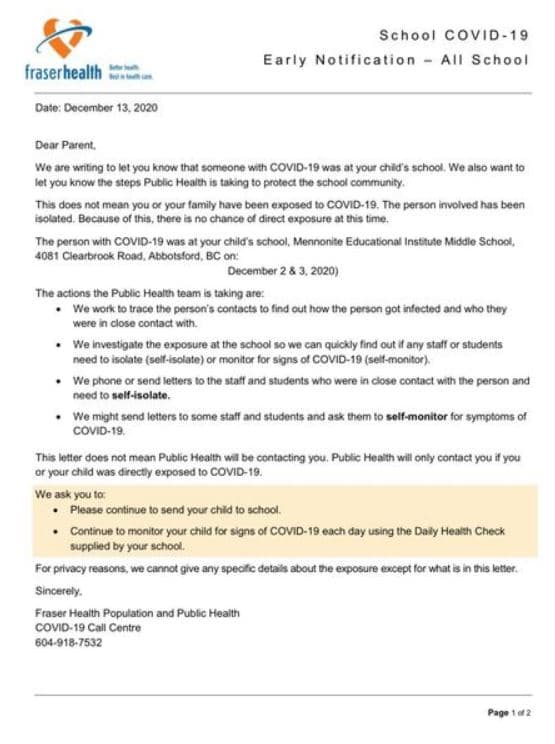 School COVID-19
Early Notification – All School
fraserhealth
Better health.
Best in health care.
Date: December 13, 2020
Dear Parent,
We are writing to let you know that someone with COVID-19 was at your child's school. We also want to
let you know the steps Public Health is taking to protect the school community.
This does not mean you or your family have been exposed to COVID-19. The person involved has been
isolated. Because of this, there is no chance of direct exposure at this time.
The person with COVID-19 was at your child's school, Mennonite Educational Institute Middle School,
4081 Clearbrook Road, Abbotsford, BC on:
December 2 & 3, 2020)
The actions the Public Health team is taking are:
• We work to trace the person's contacts to find out how the person got infected and who they
were in close contact with.
• We investigate the exposure at the school so we can quickly find out if any staff or students
need to isolate (self-isolate) or monitor for signs of COVID-19 (self-monitor).
• We phone or send letters to the staff and students who were in close contact with the person and
need to self-isolate.
• We might send letters to some staff and students and ask them to self-monitor for symptoms of
COVID-19.
This letter does not mean Public Health will be contacting you. Public Health will only contact you if you
or your child was directly exposed to COVID-19.
We ask you to:
• Please continue to send your child to school.
• Continue to monitor your child for signs of COVID-19 each day using the Daily Health Check
supplied by your school.
For privacy reasons, we cannot give any specific details about the exposure except for what is in this letter.
Sincerely,
Fraser Health Population and Public Health
COVID-19 Call Centre
604-918-7532
Page 1 of 2